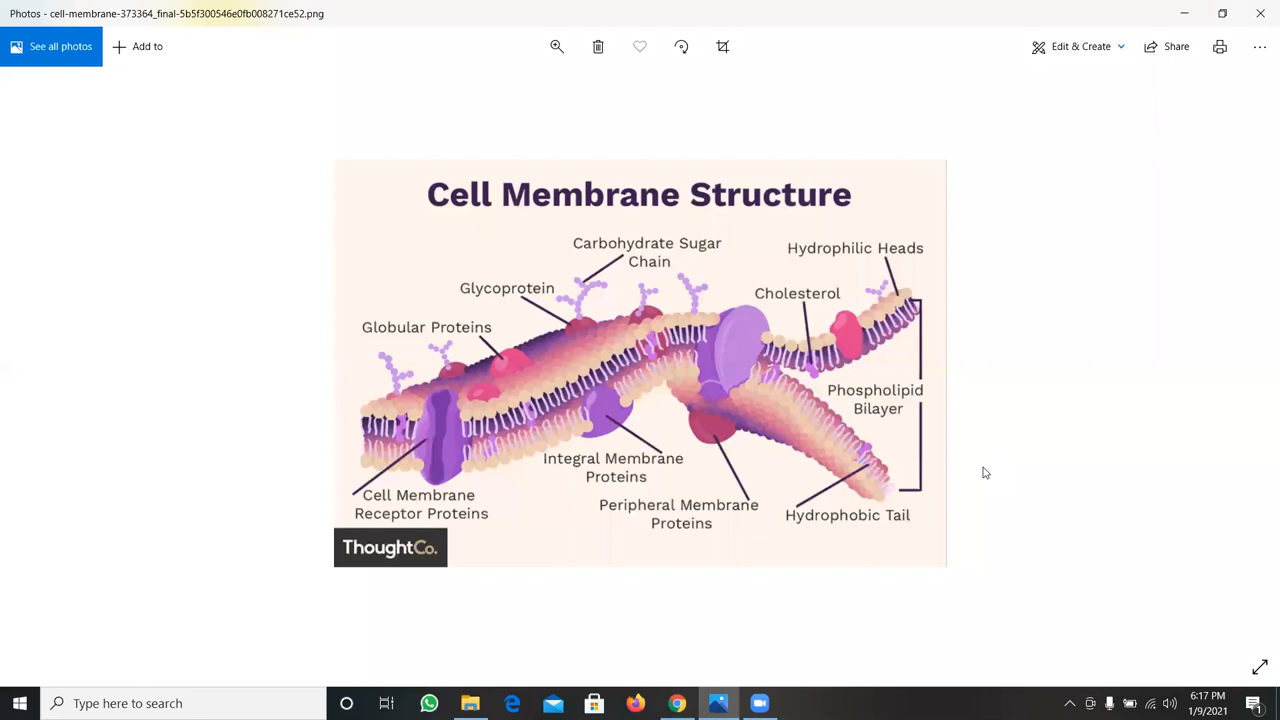 Photos - cell-membrane-373364_final-5b5f300546e0fb008271ce52.png
See all photos
Add to
Edit & Create
Share
Cell Membrane Structure
Carbohydrate Sugar
Chain
Hydrophilic Heads
Glycoprotein
Cholesterol
Globular Proteins
Phospholipid
Bilayer
Integral Membrane
Proteins
Cell Membrane
Receptor Proteins
Peripheral Membrane
Proteins
Hydrophobic Tail
ThoughtCo.
Type here to search
6:17 PM
1/9/2021
1